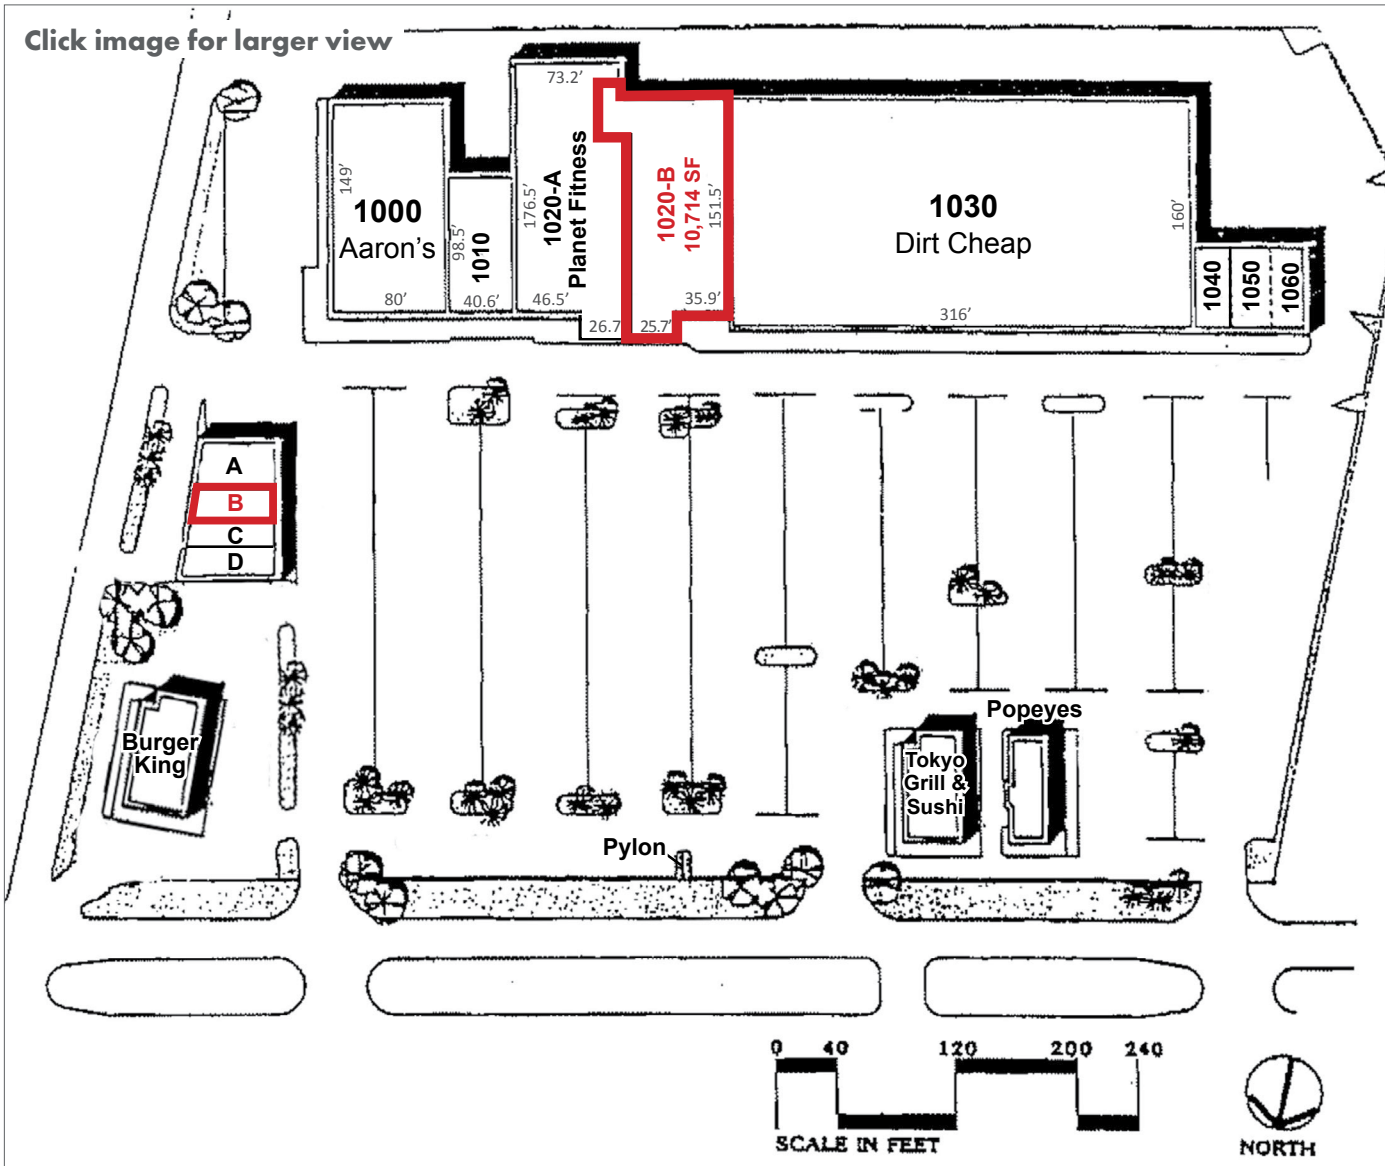 Click image for larger view
73.2'
149'
1000
Aaron's
80'
98.5'
1010
40.6'
176.5'
1020-A
Planet Fitness
46.5'
26.7'
1020-B
10,714 SF
151.5'
35.9'
25.7'
1030
Dirt Cheap
160'
316'
1040
1050
1060
A
B
C
D
Burger
King
Popeyes
Tokyo
Grill &
Sushi
Pylon
0 40 120 200 240
SCALE IN FEET
NORTH